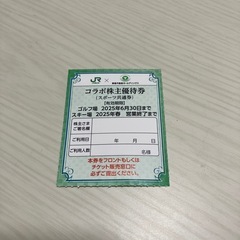 JR ×
コラボ株主優待券
(スポーツ共通券)
【有効期限】
ゴルフ場 2025年6月30日まで
スキー場 2025年春 営業終了まで
株主さま
ご署名欄
ご利用日 年 月 日
ご利用人数 名様
本券をフロントもしくは
チケット販売窓口に
必ずご提出ください。